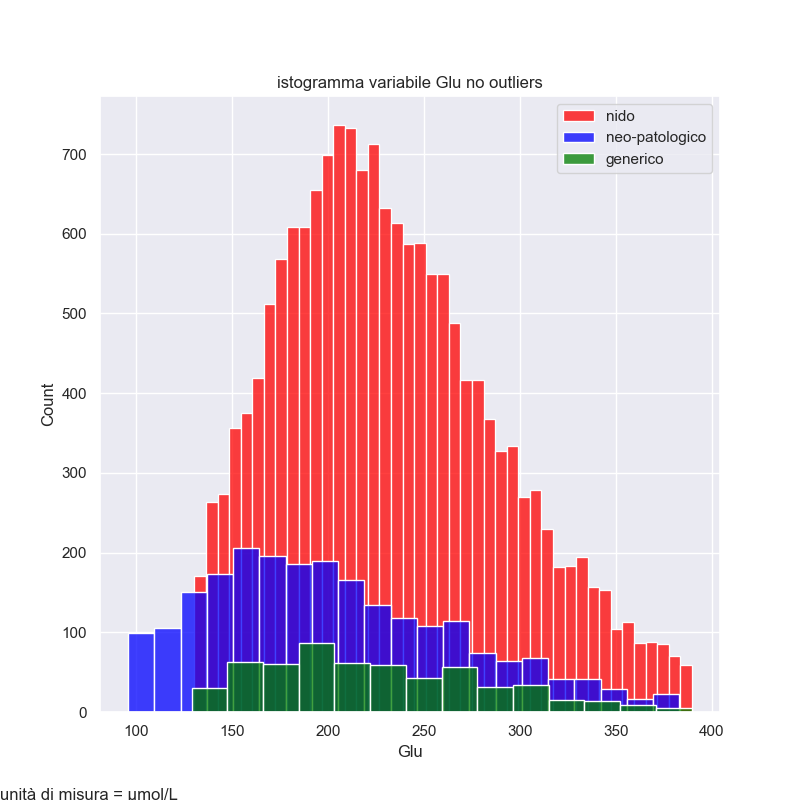 istogramma variabile Glu no outliers
nido
neo-patologico
generico
700
600
500
400
300
200
100
0
Count
100 150 200 250 300 350 400
Glu
unità di misura = μmol/L